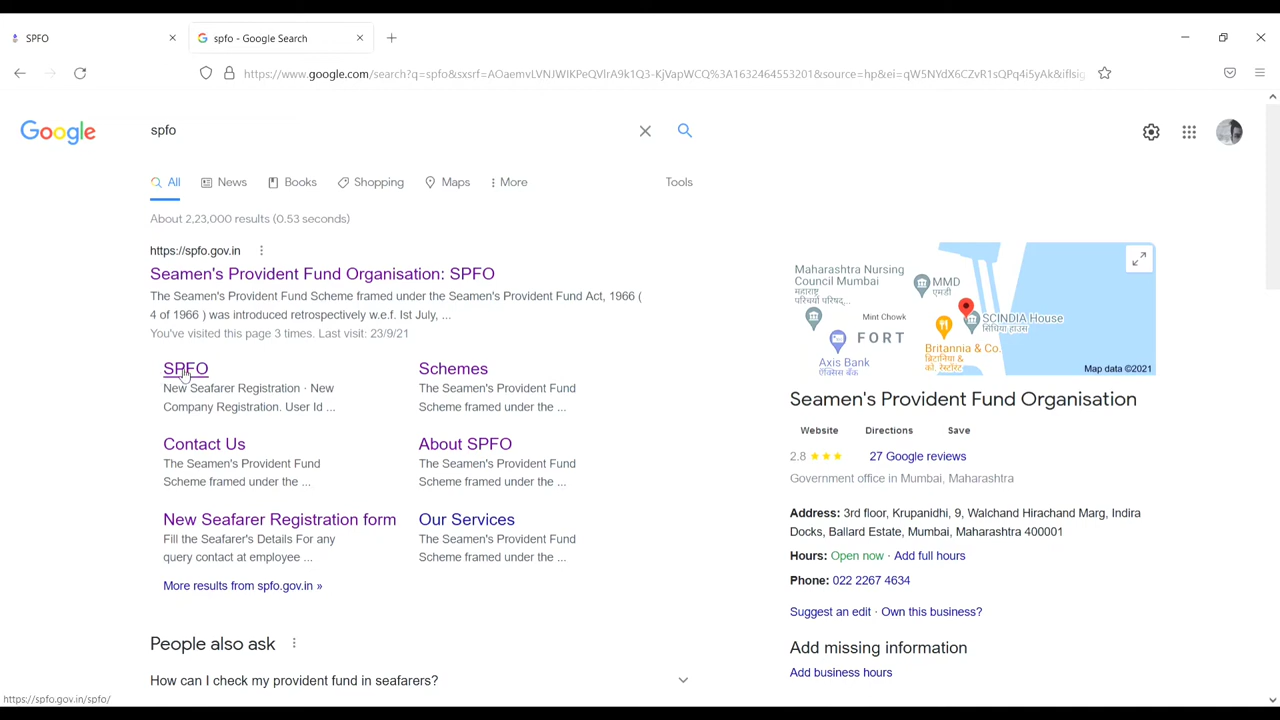 SPFO
spfo - Google Search
https://www.google.com/search?q=spfo&sxsrf=AOaemvLVNJWIKPeQVlrA9k1Q3-KjVapWCQ%3A1632464553201&source=hp&ei=qW5NYdX6CZvR1sQPq4i5yAk&iflsig
Google
spfo
All News Books Shopping Maps More Tools
About 2,23,000 results (0.53 seconds)
https://spfo.gov.in
Seamen's Provident Fund Organisation: SPFO
The Seamen's Provident Fund Scheme framed under the Seamen's Provident Fund Act, 1966 (
4 of 1966 ) was introduced retrospectively w.e.f. Ist July, ...
You've visited this page 3 times. Last visit: 23/9/21
SPFO
New Seafarer Registration · New
Company Registration. User Id ...
Schemes
The Seamen's Provident Fund
Scheme framed under the ...
Contact Us
The Seamen's Provident Fund
Scheme framed under the ...
About SPFO
The Seamen's Provident Fund
Scheme framed under the ...
New Seafarer Registration form
Fill the Seafarer's Details For any
query contact at employee ...
Our Services
The Seamen's Provident Fund
Scheme framed under the ...
More results from spfo.gov.in »
People also ask
How can I check my provident fund in seafarers?
https://spfo.gov.in/spfo/
Maharashtra Nursing
Council Mumbai
महाराष्ट्र
परिचर्या परिषद,...
MMD
एमडी
Mint Chowk
SCINDIA House
सिंधिया हाउस
FORT
Britannia & Co.
Axis Bank
ऐक्सिस बैंक
Map data ©2021
Seamen's Provident Fund Organisation
Website Directions Save
2.8 27 Google reviews
Government office in Mumbai, Maharashtra
Address: 3rd floor, Krupanidhi, 9, Walchand Hirachand Marg, Indira
Docks, Ballard Estate, Mumbai, Maharashtra 400001
Hours: Open now · Add full hours
Phone: 022 2267 4634
Suggest an edit · Own this business?
Add missing information
Add business hours